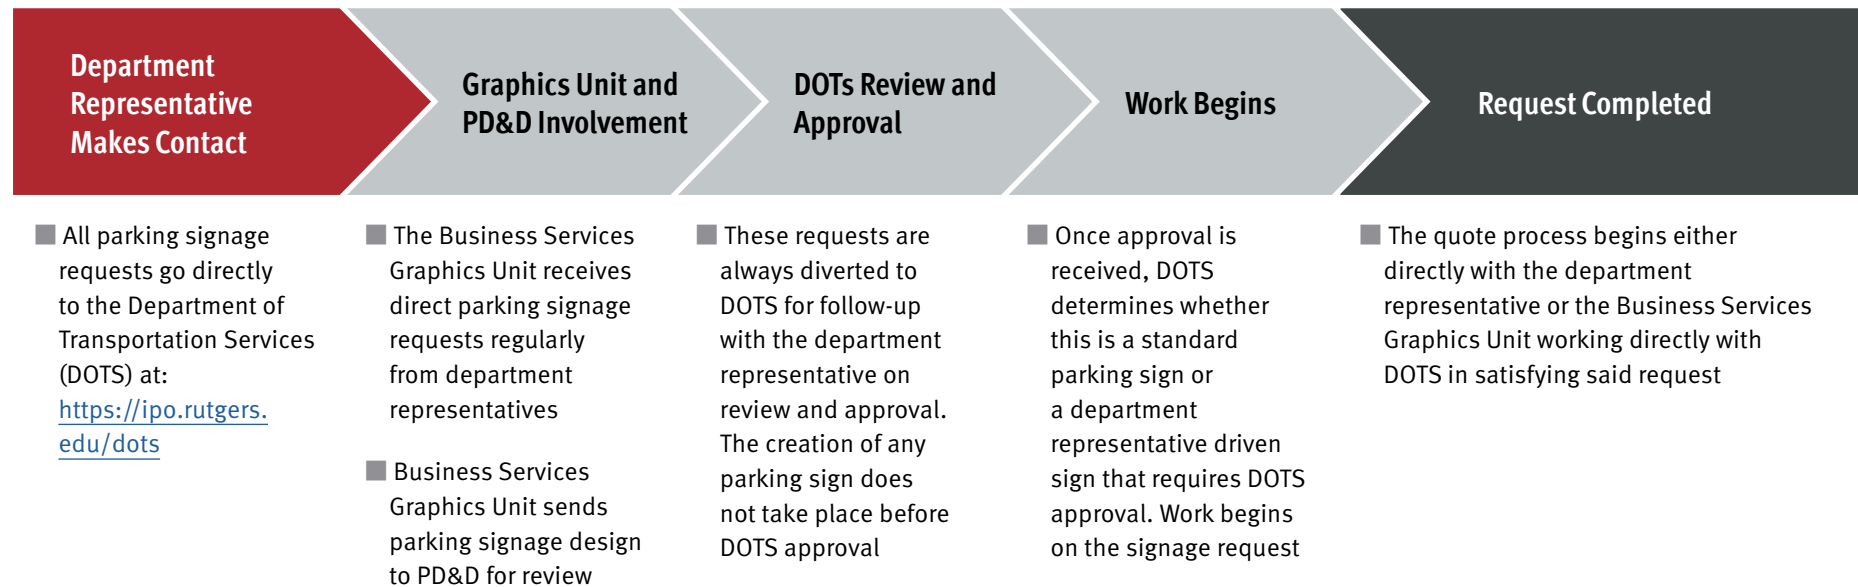 Department
Representative
Makes Contact
Graphics Unit and
PD&D Involvement
DOTs Review and
Approval
Work Begins
Request Completed
All parking signage
requests go directly
to the Department of
Transportation Services
(DOTS) at:
https://ipo.rutgers.
edu/dots
The Business Services
Graphics Unit receives
direct parking signage
requests regularly
from department
representatives
Business Services
Graphics Unit sends
parking signage design
to PD&D for review
These requests are
always diverted to
DOTS for follow-up
with the department
representative on
review and approval.
The creation of any
parking sign does
not take place before
DOTS approval
Once approval is
received, DOTS
determines whether
this is a standard
parking sign or
a department
representative driven
sign that requires DOTS
approval. Work begins
on the signage request
The quote process begins either
directly with the department
representative or the Business Services
Graphics Unit working directly with
DOTS in satisfying said request